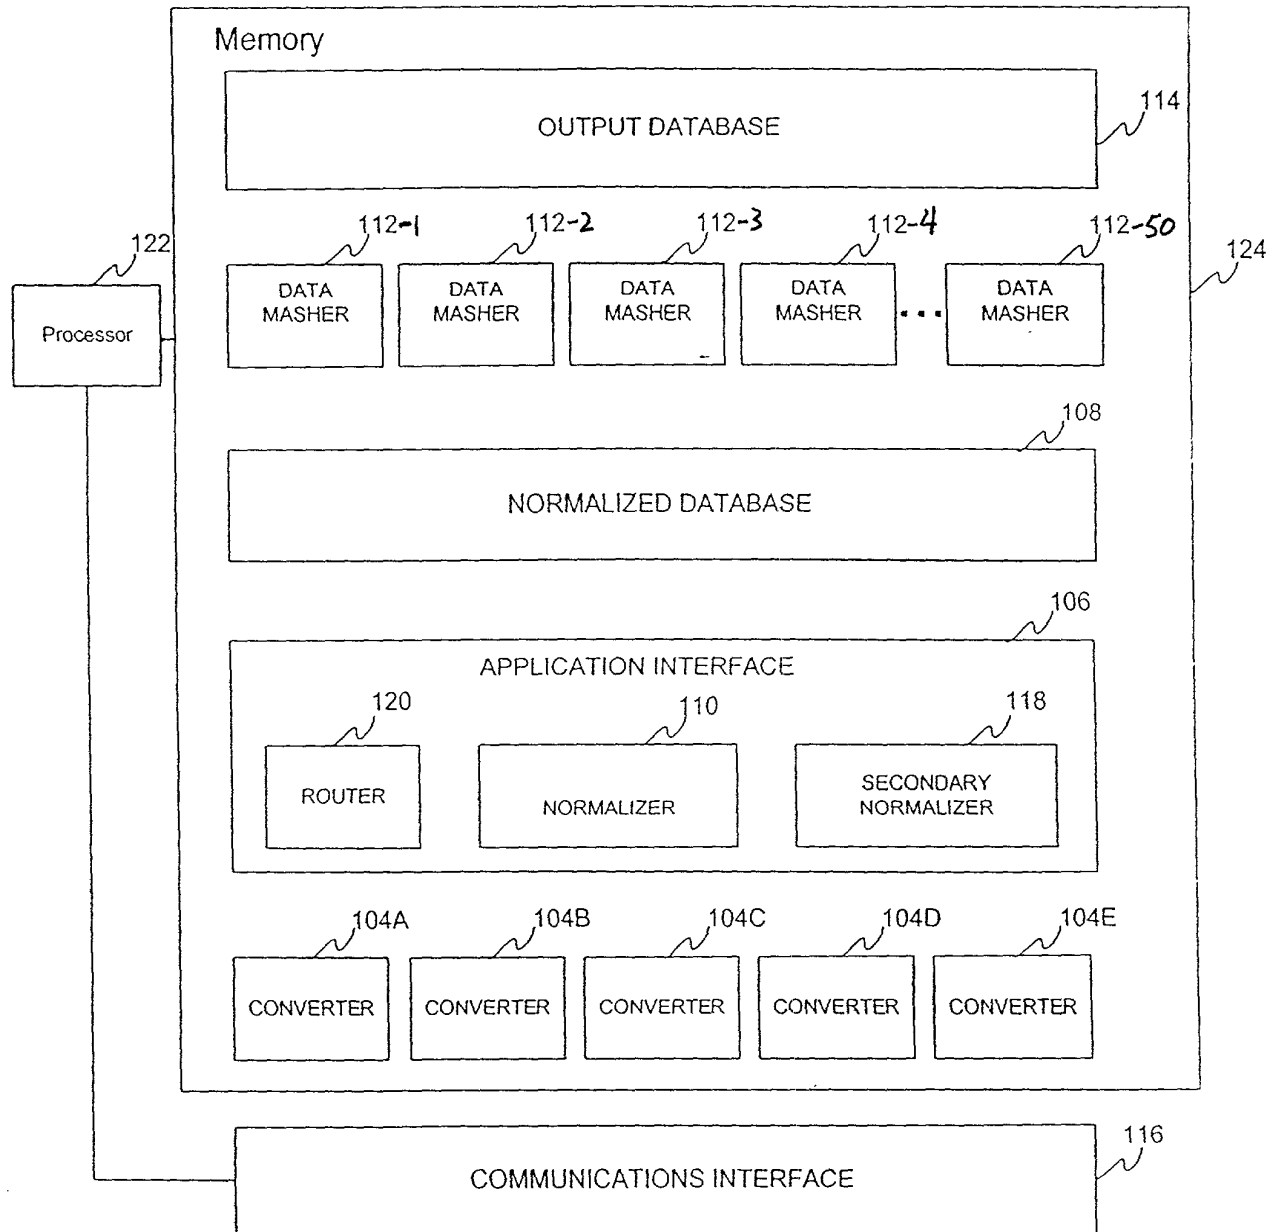 Memory
OUTPUT DATABASE
114
112-1
112-2
112-3
112-4
112-50
122
124
DATA
MASHER
DATA
MASHER
DATA
MASHER
DATA
MASHER
...
DATA
MASHER
Processor
108
NORMALIZED DATABASE
106
APPLICATION INTERFACE
120
110
118
ROUTER
NORMALIZER
SECONDARY
NORMALIZER
104A
104B
104C
104D
104E
CONVERTER
CONVERTER
CONVERTER
CONVERTER
CONVERTER
116
COMMUNICATIONS INTERFACE